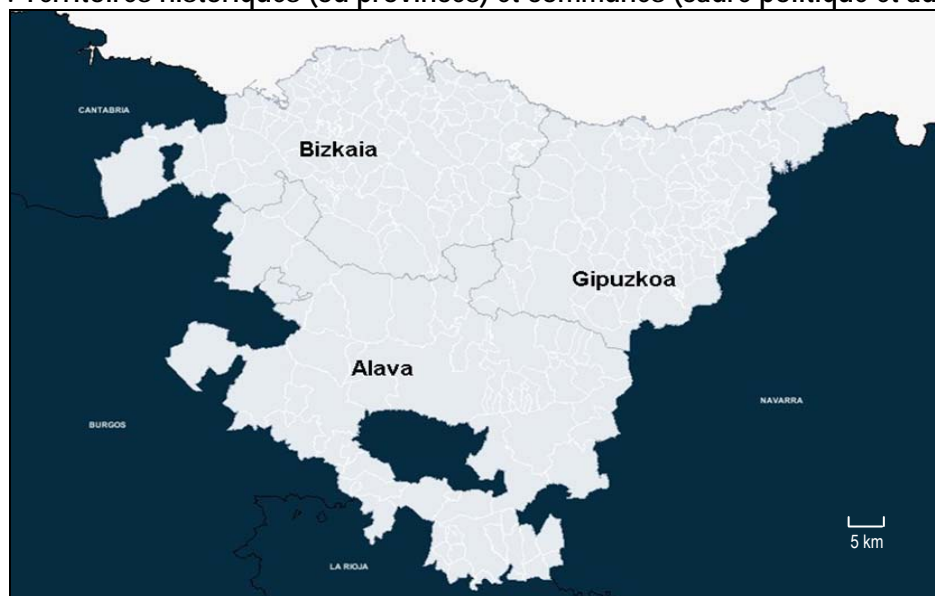 Territoires historiques (ou provinces) et communes (cadre politique et
CANTABRIA
Bizkaia
Gipuzkoa
Alava
NAVARRA
BURGOS
5 km
LA RIOJA